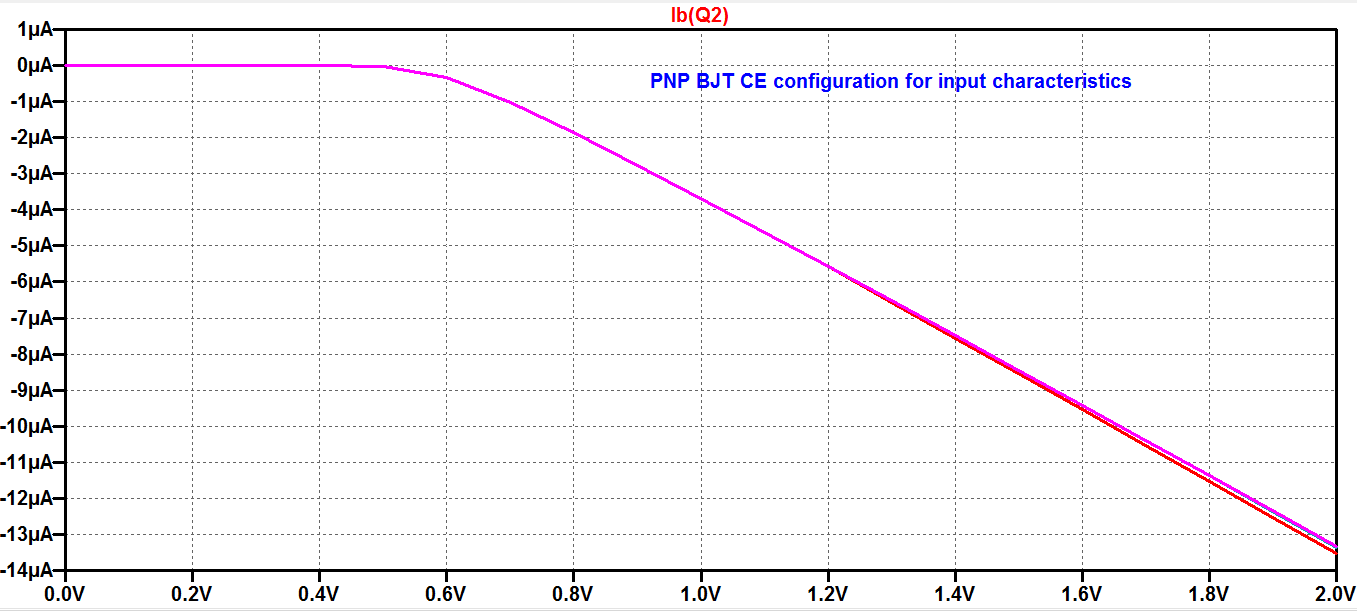 Ib(Q2)
1µA
0µA
-1µA
-2µA
-3µA
-4µA
-5µA
-6µA
-7µA
-8µA
-9µA
-10µA
-11µA
-12µA
-13µA
-14µA
PNP BJT CE configuration for input characteristics
0.0V 0.2V 0.4V 0.6V 0.8V 1.0V 1.2V 1.4V 1.6V 1.8V 2.0V